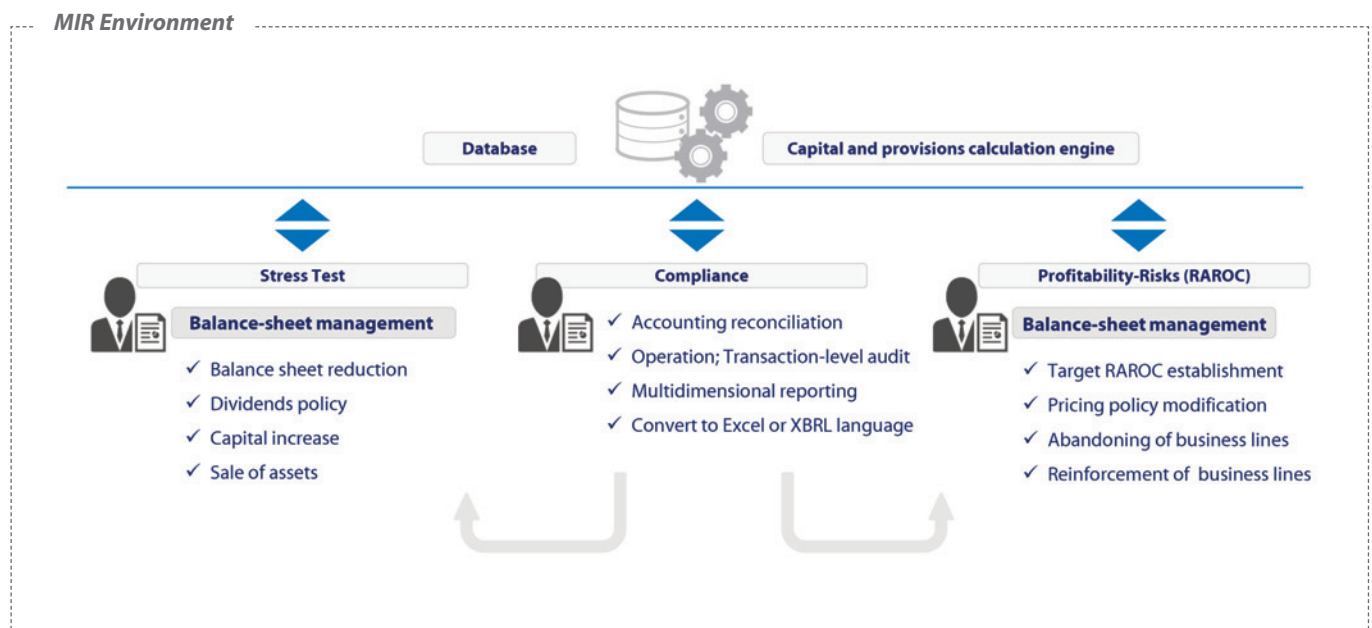 MIR Environment
Database
Capital and provisions calculation engine
Stress Test
Balance-sheet management
✓ Balance sheet reduction
✓ Dividends policy
✓ Capital increase
✓ Sale of assets
Compliance
✓ Accounting reconciliation
✓ Operation; Transaction-level audit
✓ Multidimensional reporting
✓ Convert to Excel or XBRL language
Profitability-Risks (RAROC)
Balance-sheet management
✓ Target RAROC establishment
✓ Pricing policy modification
✓ Abandoning of business lines
✓ Reinforcement of business lines